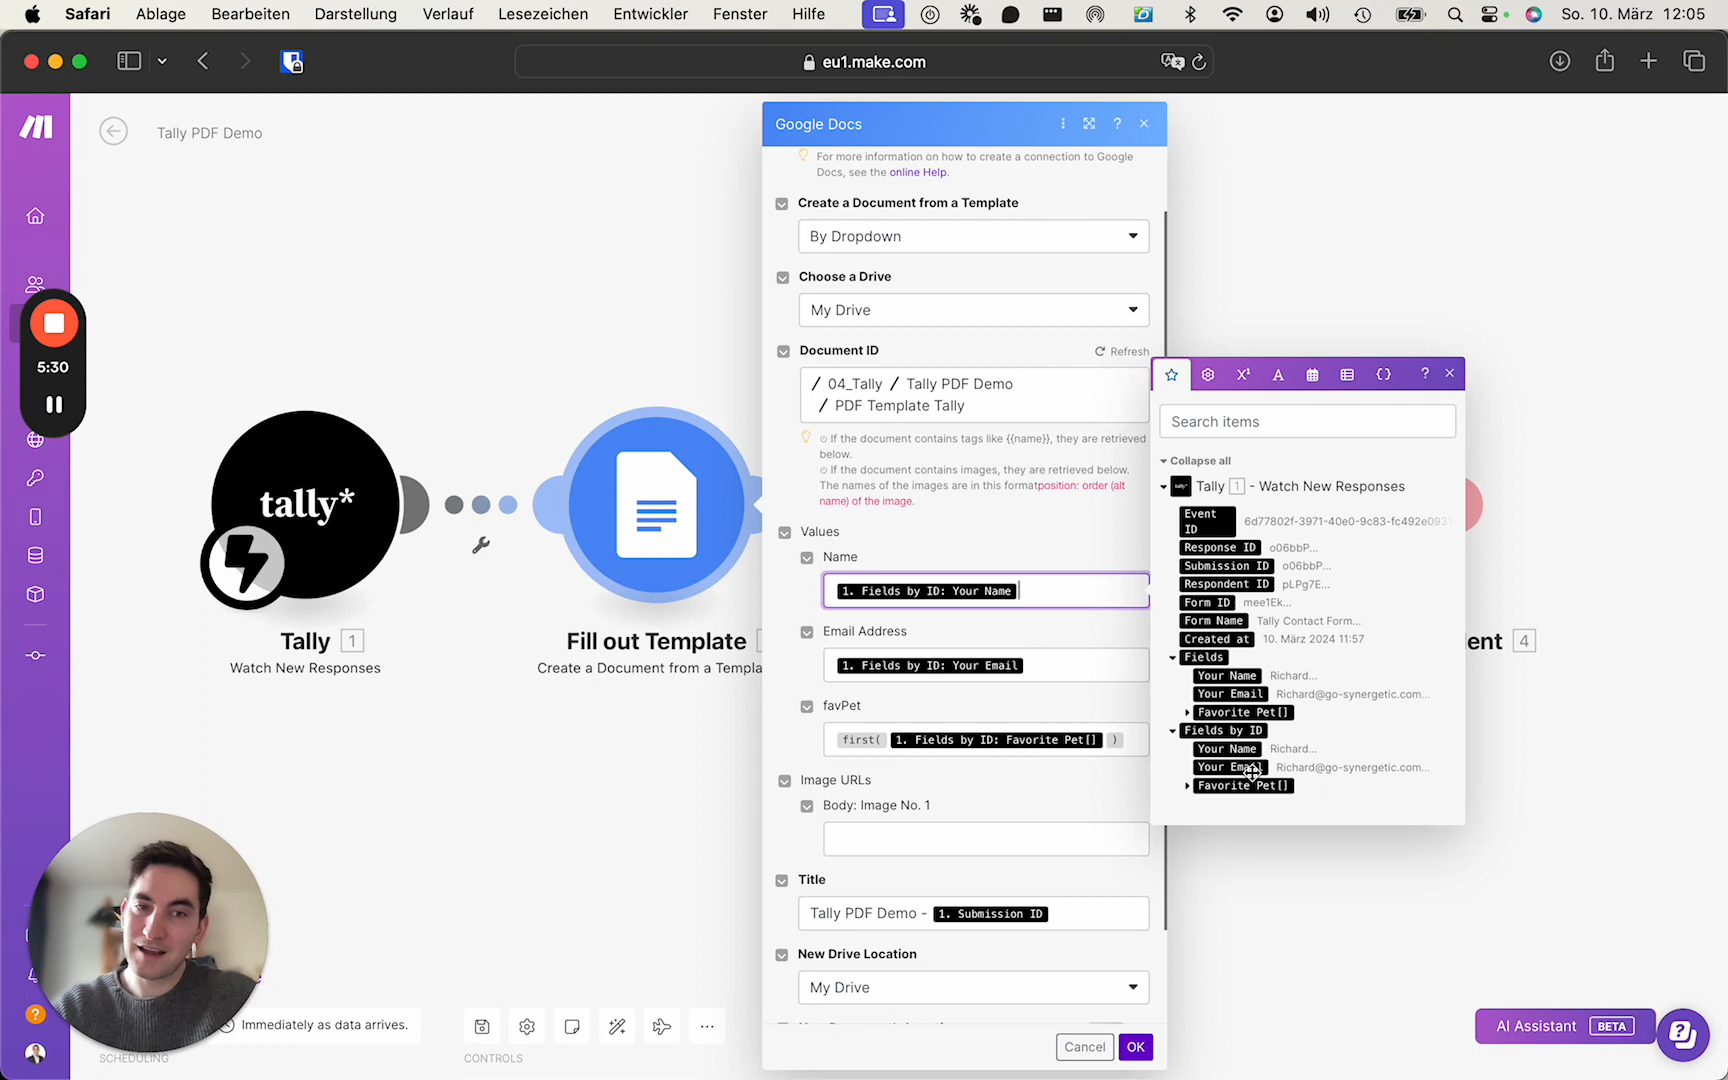 Safari Ablage Bearbeiten Darstellung Verlauf Lesezeichen Entwickler Fenster Hilfe So. 10. März 12:05
eu1.make.com
Tally PDF Demo
5:30
tally*
Tally 1
Watch New Responses
Fill out Template
Create a Document from a Templa
ent 4
Google Docs
For more information on how to create a connection to Google
Docs, see the online Help.
Create a Document from a Template
By Dropdown
Choose a Drive
My Drive
Document ID Refresh
/ 04_Tally / Tally PDF Demo
/ PDF Template Tally
⊙ If the document contains tags like {{name}}, they are retrieved
below.
⊙ If the document contains images, they are retrieved below.
The names of the images are in this formatposition: order (alt
name) of the image.
Values
Name
1. Fields by ID: Your Name
Email Address
1. Fields by ID: Your Email
favPet
first( 1. Fields by ID: Favorite Pet[] )
Image URLs
Body: Image No. 1
Title
Tally PDF Demo - 1. Submission ID
New Drive Location
My Drive
Cancel OK
Search items
Collapse all
Tally 1 - Watch New Responses
Event
ID 6d77802f-3971-40e0-9c83-fc492e093
Response ID o06bbP...
Submission ID o06bbP...
Respondent ID pLPg7E...
Form ID mee1Ek...
Form Name Tally Contact Form...
Created at 10. März 2024 11:57
Fields
Your Name Richard...
Your Email Richard@go-synergetic.com...
Favorite Pet[]
Fields by ID
Your Name Richard...
Your Email Richard@go-synergetic.com...
Favorite Pet[]
Immediately as data arrives.
SCHEDULING
CONTROLS
AI Assistant BETA